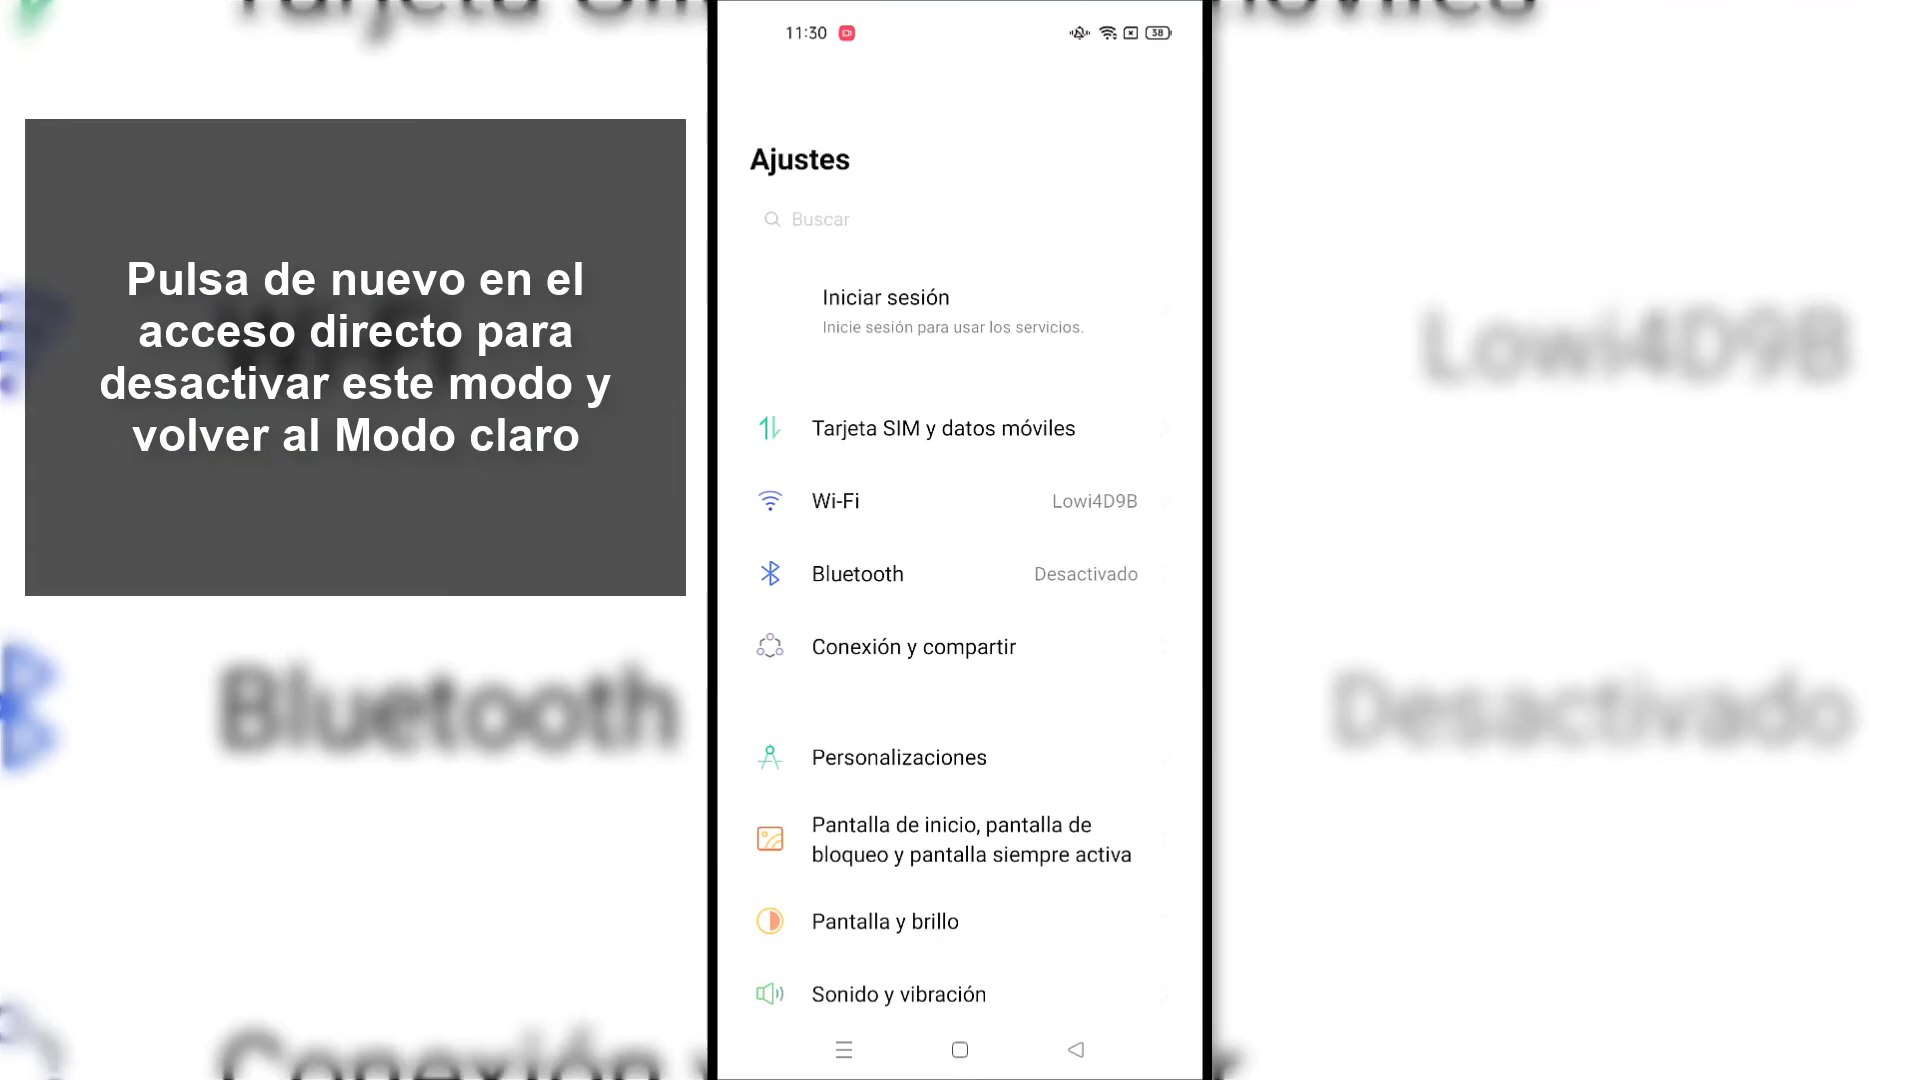 11:30
38
Ajustes
Buscar
Iniciar sesión
Inicie sesión para usar los servicios.
Tarjeta SIM y datos móviles
Wi-Fi
Lowi4D9B
Bluetooth
Desactivado
Conexión y compartir
Personalizaciones
Pantalla de inicio, pantalla de
bloqueo y pantalla siempre activa
Pantalla y brillo
Sonido y vibración
Pulsa de nuevo en el
acceso directo para
desactivar este modo y
volver al Modo claro
Lowi4D9B
Bluetooth
Desactivado